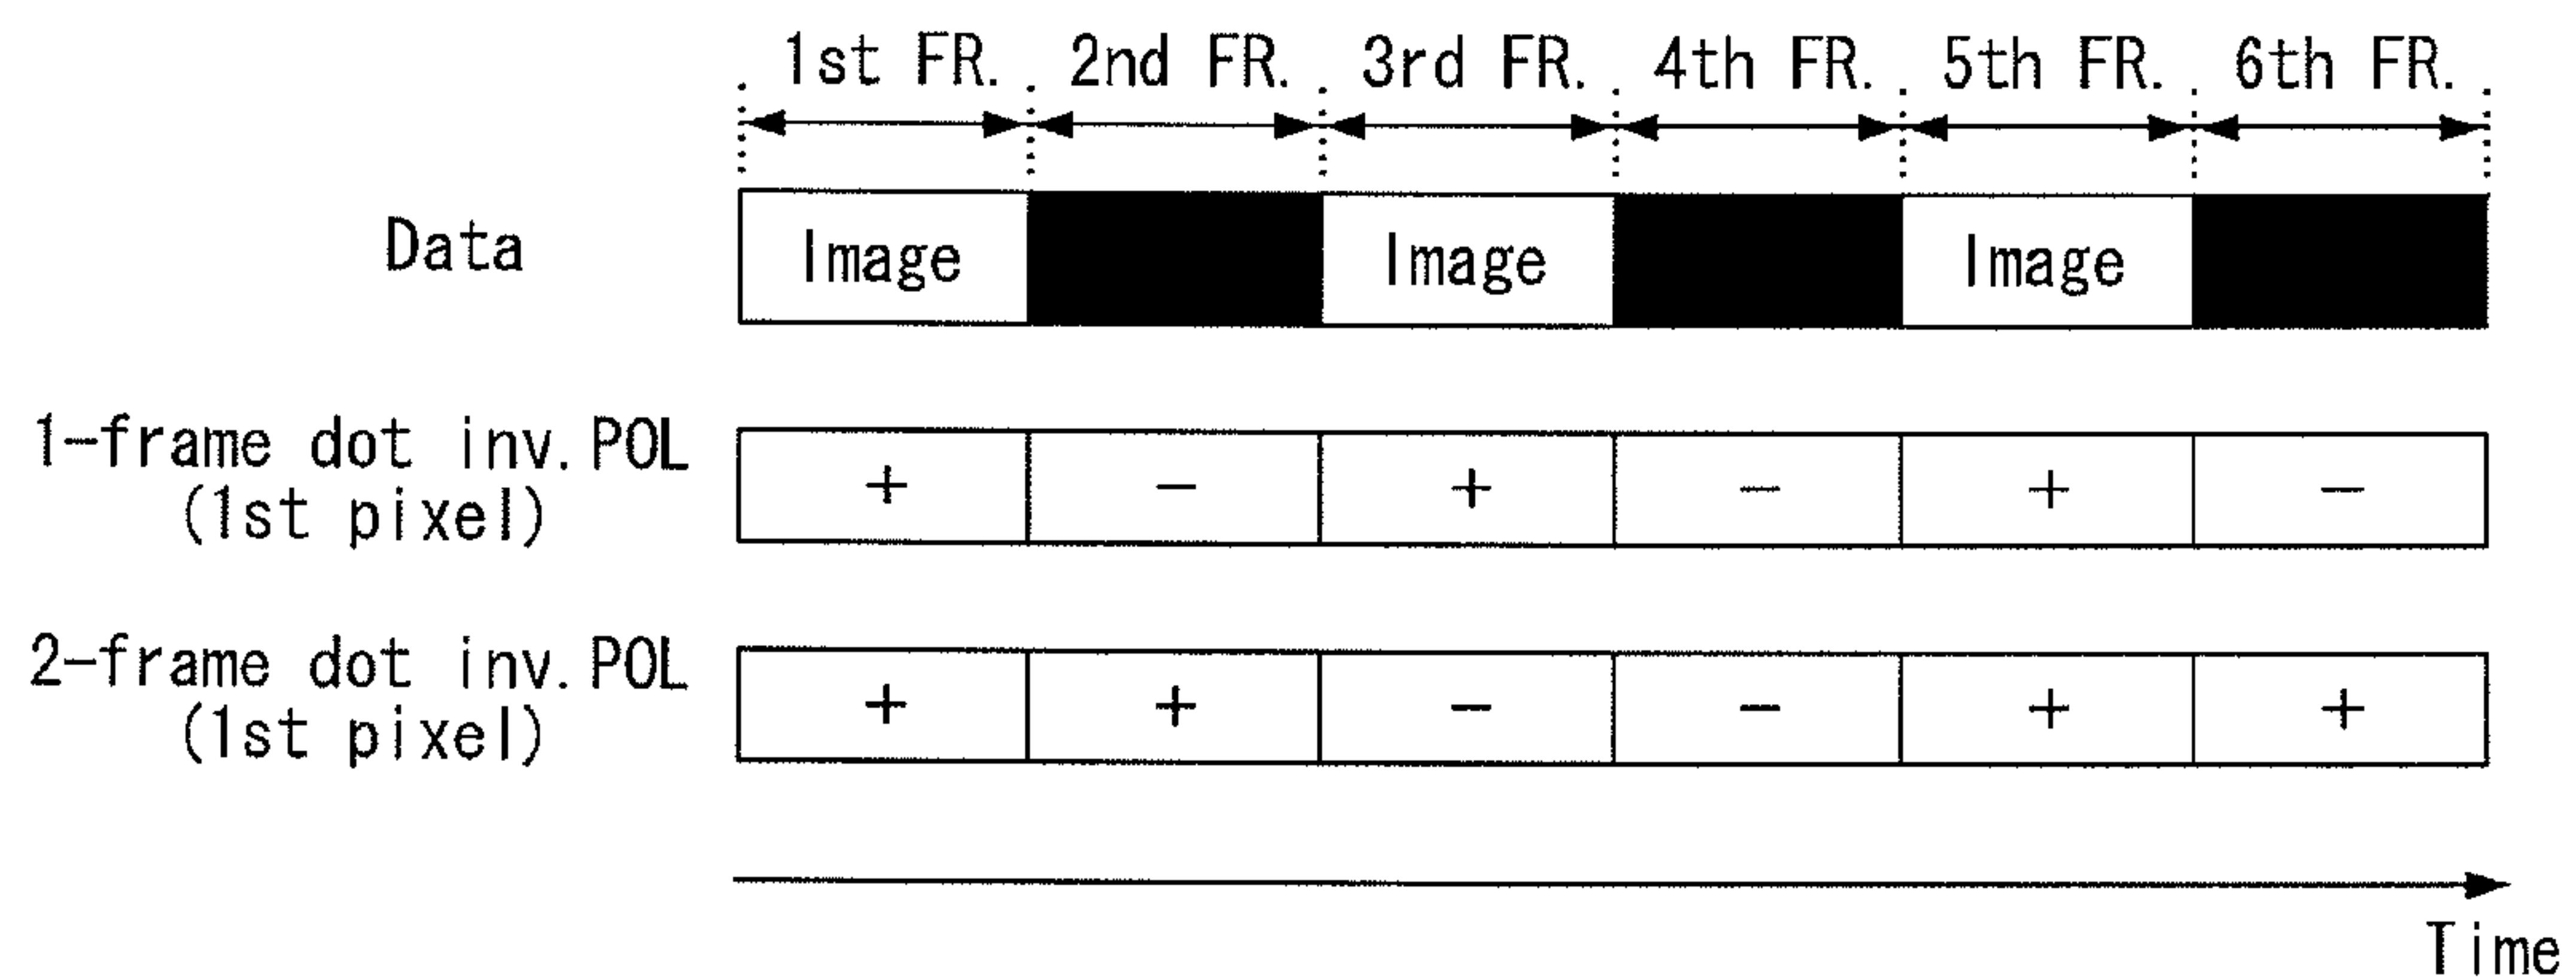 1st FR. 2nd FR. 3rd FR. 4th FR. 5th FR. 6th FR.
Data Image Image Image
1-frame dot inv. POL + − + − + −
(1st pixel)
2-frame dot inv. POL + + − − + +
(1st pixel)
Time